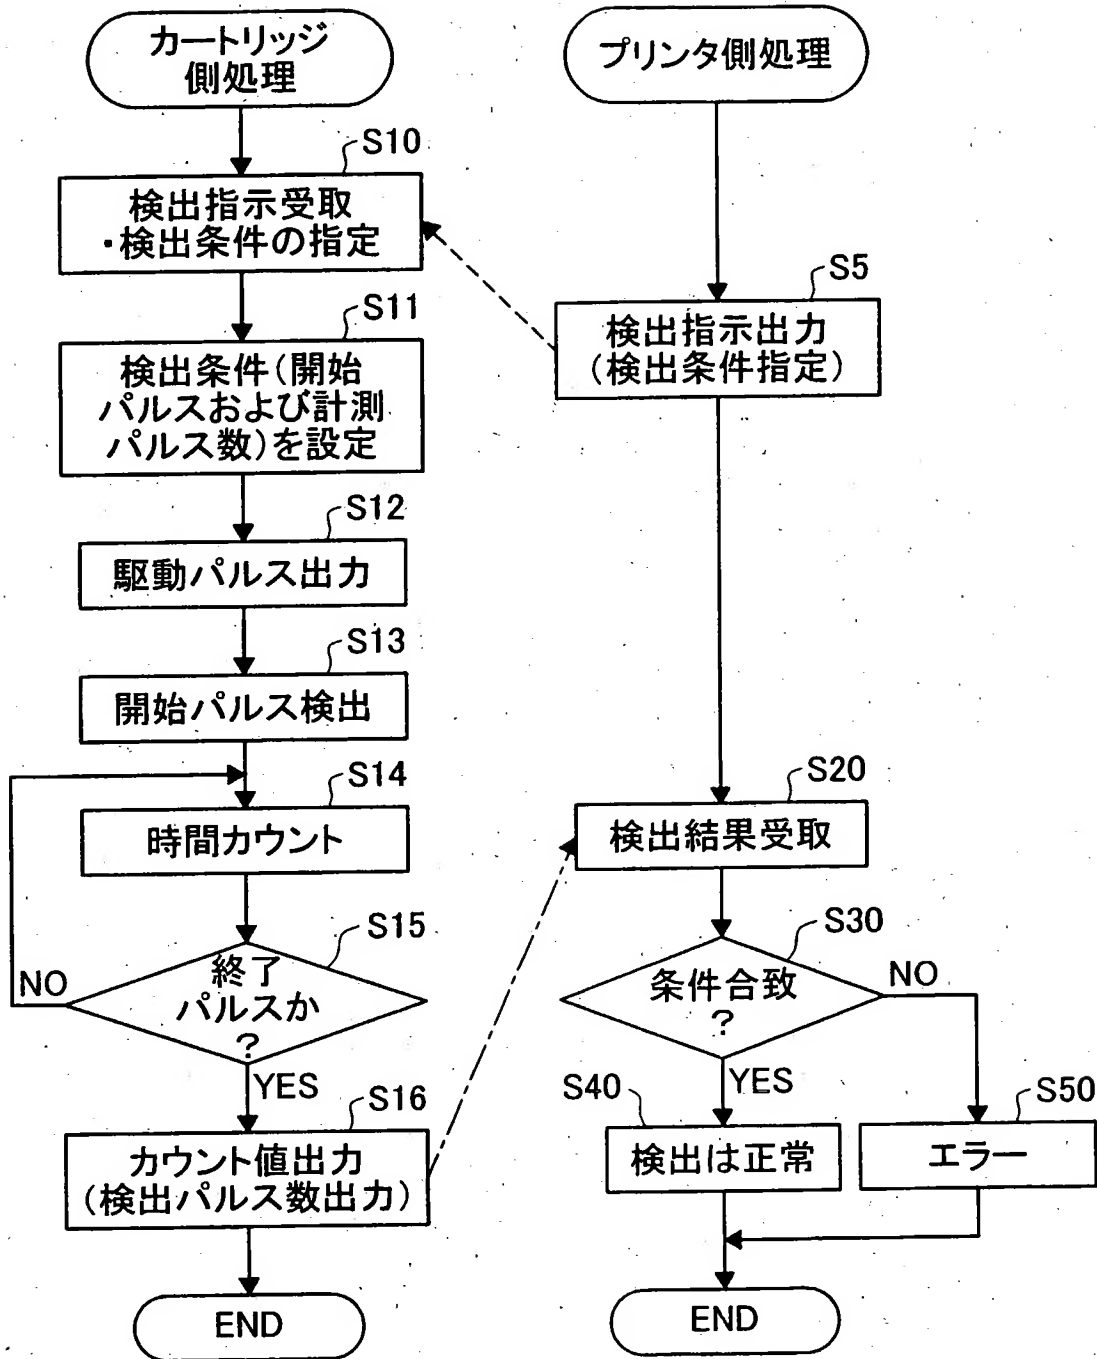 カートリッジ
側処理
S10
検出指示受取
・検出条件の指定
S11
検出条件(開始
パルスおよび計測
パルス数)を設定
S12
駆動パルス出力
S13
開始パルス検出
S14
時間カウント
S15
終了
パルスか
?
NO
YES
S16
カウント値出力
(検出パルス数出力)
END
プリンタ側処理
S5
検出指示出力
(検出条件指定)
S20
検出結果受取
S30
条件合致
?
NO
YES
S40
検出は正常
S50
エラー
END